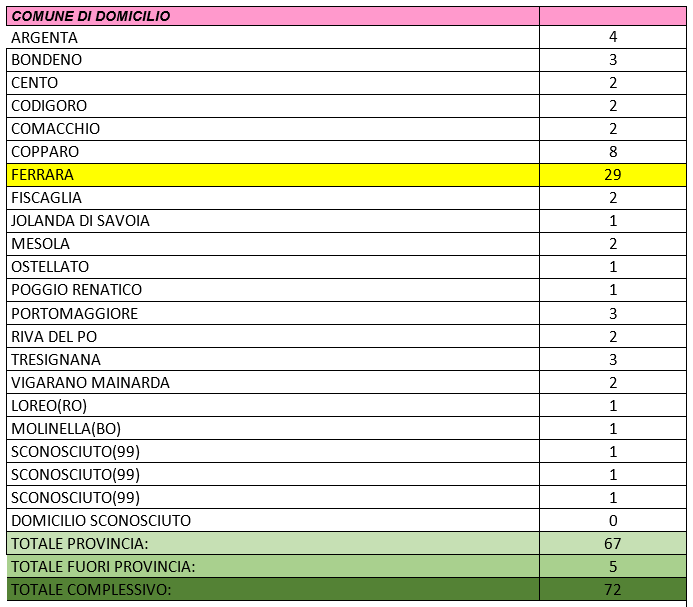 COMUNE DI DOMICILIO
ARGENTA 4
BONDENO 3
CENTO 2
CODIGORO 2
COMACCHIO 2
COPPARO 8
FERRARA 29
FISCAGLIA 2
JOLANDA DI SAVOIA 1
MESOLA 2
OSTELLATO 1
POGGIO RENATICO 1
PORTOMAGGIORE 3
RIVA DEL PO 2
TRESIGNANA 3
VIGARANO MAINARDA 2
LOREO(RO) 1
MOLINELLA(BO) 1
SCONOSCIUTO(99) 1
SCONOSCIUTO(99) 1
SCONOSCIUTO(99) 1
DOMICILIO SCONOSCIUTO 0
TOTALE PROVINCIA: 67
TOTALE FUORI PROVINCIA: 5
TOTALE COMPLESSIVO: 72